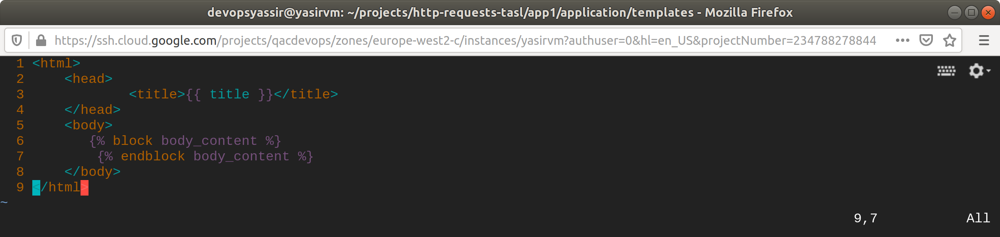 devopsyassir@yasirvm: ~/projects/http-requests-tasl/app1/application/templates - Mozilla Firefox
https://ssh.cloud.google.com/projects/qacdevops/zones/europe-west2-c/instances/yasirvm?authuser=0&hl=en_US&projectNumber=234788278844
1 <html>
2     <head>
3             <title>{{ title }}</title>
4     </head>
5     <body>
6        {% block body_content %}
7         {% endblock body_content %}
8     </body>
9 </html>
~
9,7 All